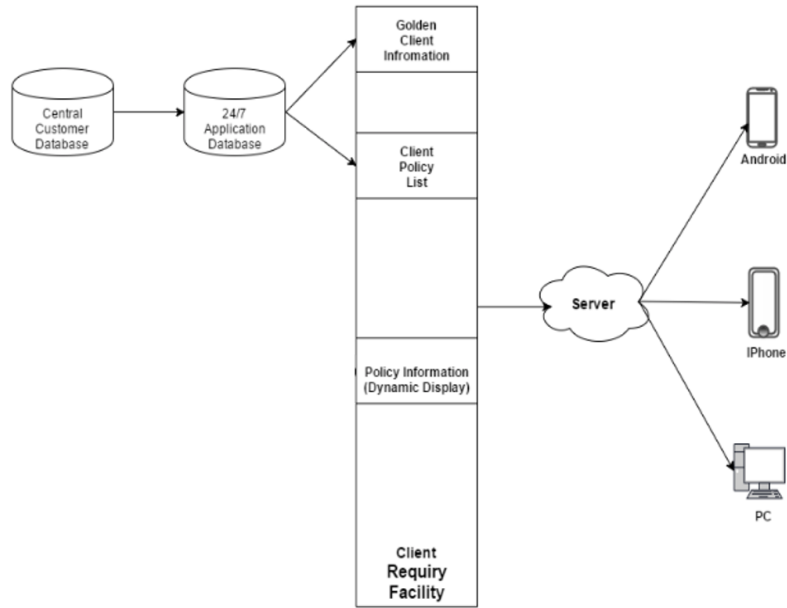 Golden
Client
Infromation
Central
Customer
Database
24/7
Application
Database
Client
Policy
List
Android
Server
IPhone
Policy Information
(Dynamic Display)
PC
Client
Requiry
Facility